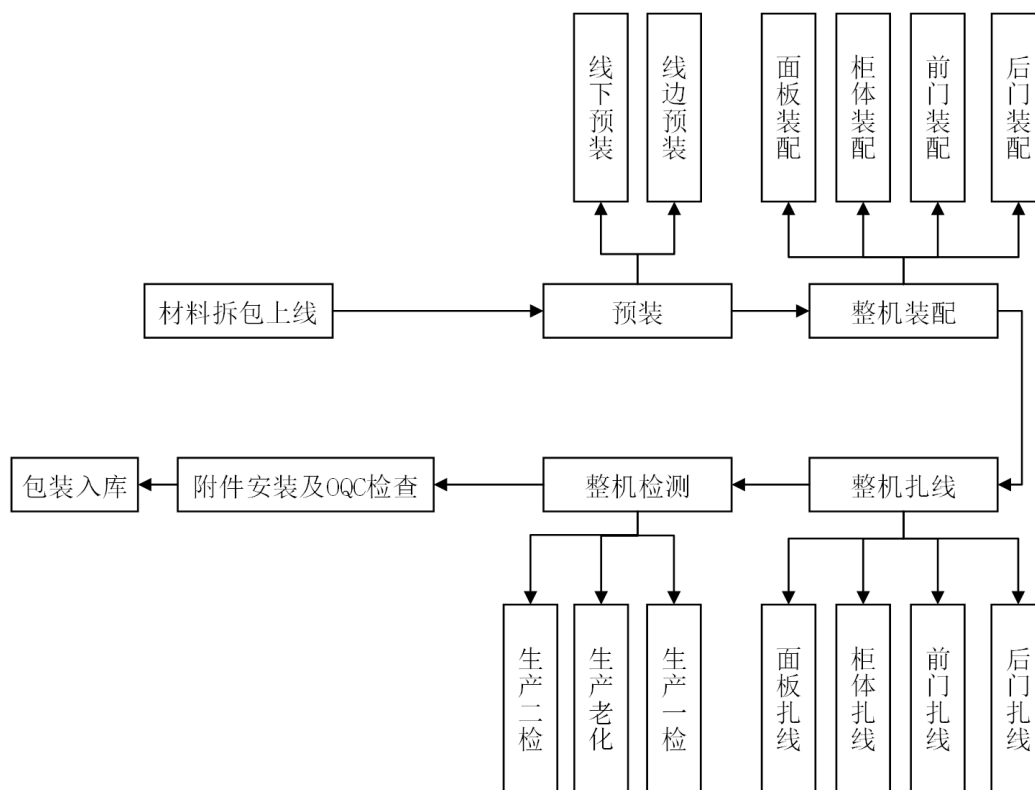 线下预装
线边预装
面板装配
柜体装配
前门装配
后门装配
材料拆包上线
预装
整机装配
包装入库
附件安装及OQC检查
整机检测
整机扎线
生产二检
生产老化
生产一检
面板扎线
柜体扎线
前门扎线
后门扎线